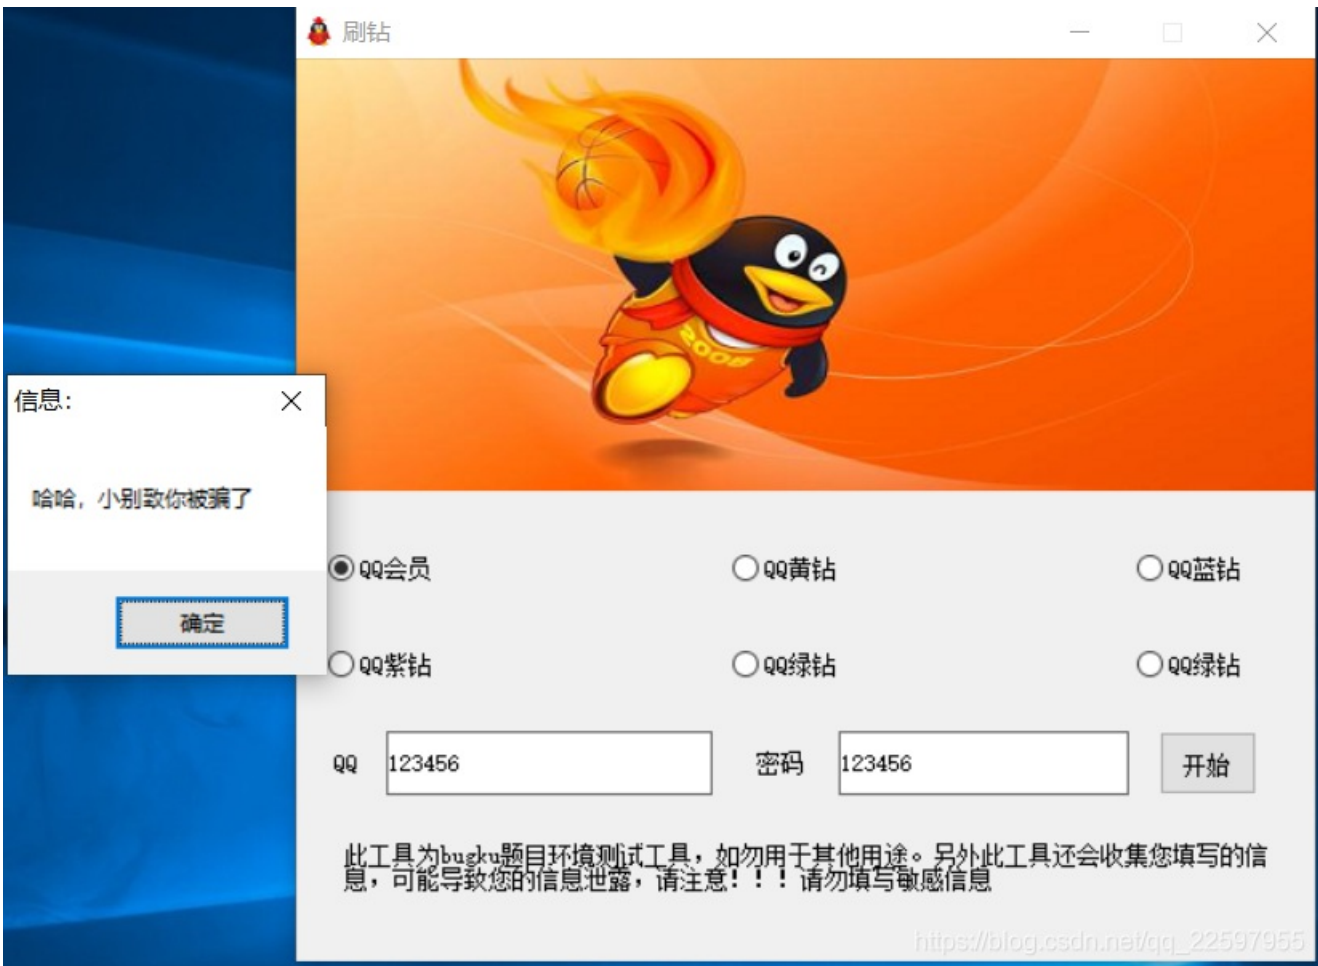 刷钻
2008
信息:
哈哈，小别致你被骗了
确定
QQ会员
QQ黄钻
QQ蓝钻
QQ紫钻
QQ绿钻
QQ绿钻
QQ
123456
密码
123456
开始
此工具为bugku题目环境测试工具，如勿用于其他用途。另外此工具还会收集您填写的信
息，可能导致您的信息泄露，请注意！！！请勿填写敏感信息
https://blog.csdn.net/qq_22597955